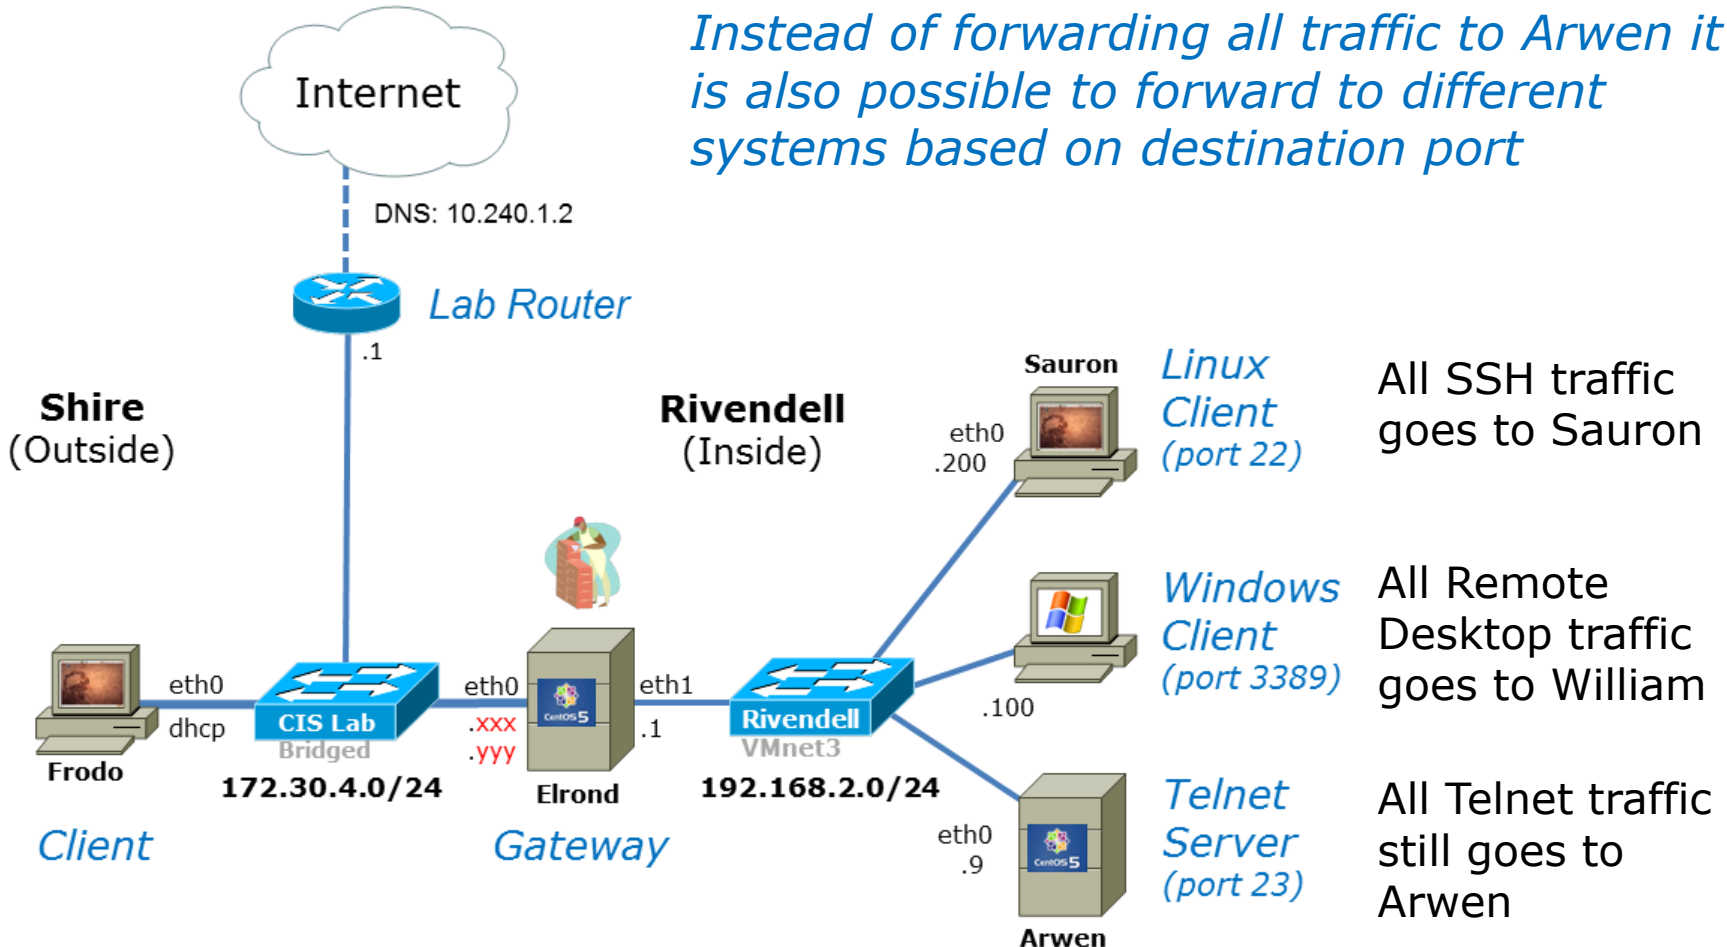 Instead of forwarding all traffic to Arwen it
is also possible to forward to different
systems based on destination port
Internet
DNS: 10.240.1.2
Lab Router
.1
Shire
(Outside)
Rivendell
(Inside)
Sauron
eth0
.200
Linux
Client
(port 22)
All SSH traffic
goes to Sauron
Windows
Client
(port 3389)
.100
All Remote
Desktop traffic
goes to William
eth0
dhcp
Frodo
Client
CIS Lab
Bridged
172.30.4.0/24
eth0
.xxx
.yyy
CentOS 5
Elrond
Gateway
eth1
.1
Rivendell
VMnet3
192.168.2.0/24
eth0
.9
CentOS 5
Arwen
Telnet
Server
(port 23)
All Telnet traffic
still goes to
Arwen